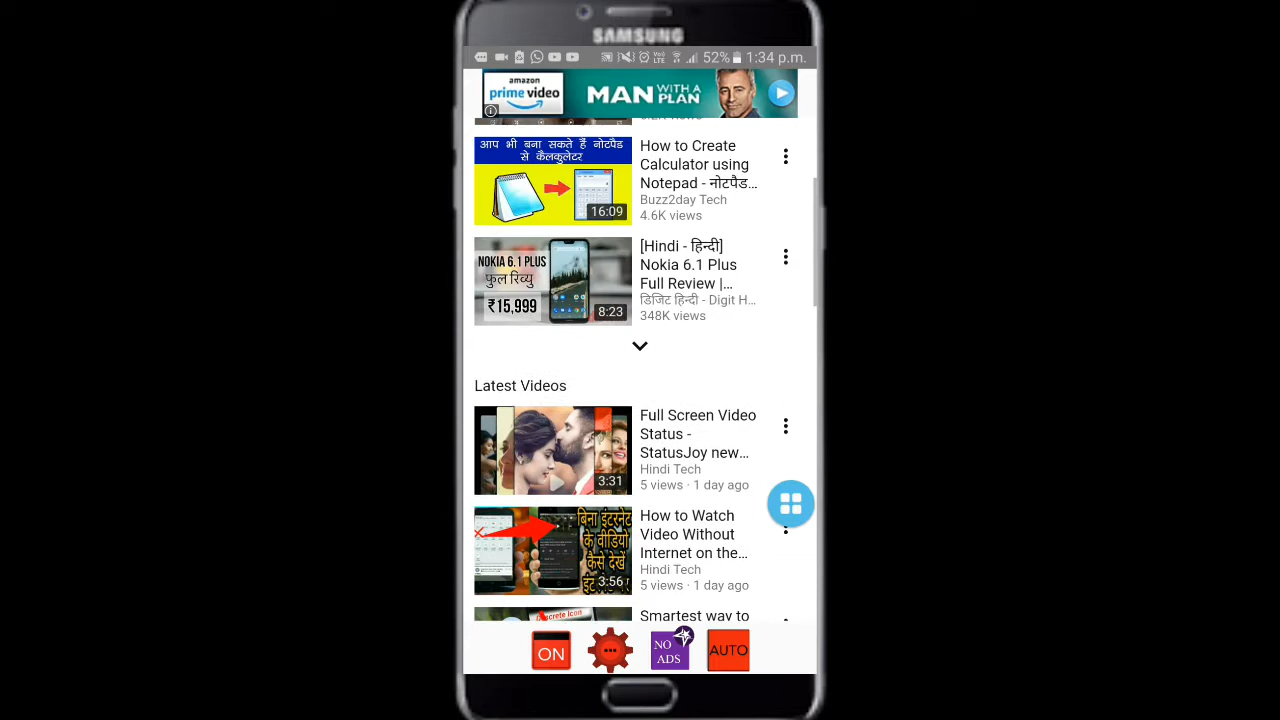 SAMSUNG
VoD LTE 52% 1:34 p.m.
amazon
prime video
MAN WITH A PLAN
आप भी बना सकते हैं नोटपैड
से कैलकुलेटर
16:09
How to Create
Calculator using
Notepad - नोटपैड...
Buzz2day Tech
4.6K views
NOKIA 6.1 PLUS
फुल रिव्यु
₹15,999
8:23
[Hindi - हिन्दी]
Nokia 6.1 Plus
Full Review |...
डिजिट हिन्दी - Digit H...
348K views
Latest Videos
3:31
Full Screen Video
Status -
StatusJoy new...
Hindi Tech
5 views · 1 day ago
बिना इंटरनेट
के वीडियो
कैसे देखें
3:56
How to Watch
Video Without
Internet on the...
Hindi Tech
5 views · 1 day ago
Smartest way to
ON
NO
ADS
AUTO